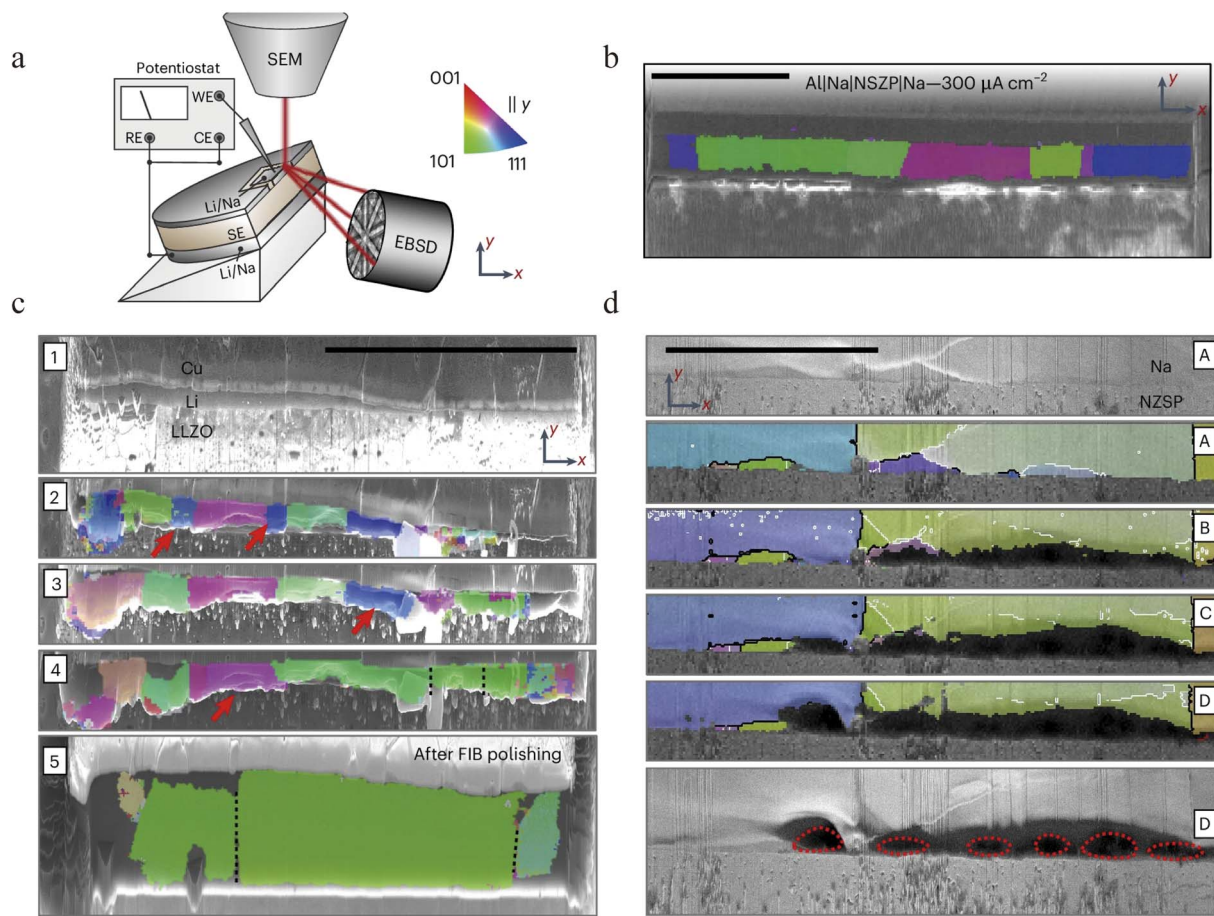 a
SEM
Potentiostat
WE
RE
CE
Li/Na
SE
Li/Na
EBSD
001
|| y
101
111
y
x
b
Al|Na|NSZP|Na—300 µA cm⁻²
y
x
c
1
Cu
Li
LLZO
y
x
2
3
4
5
After FIB polishing
d
A
Na
y
x
NZSP
A
B
C
D
D